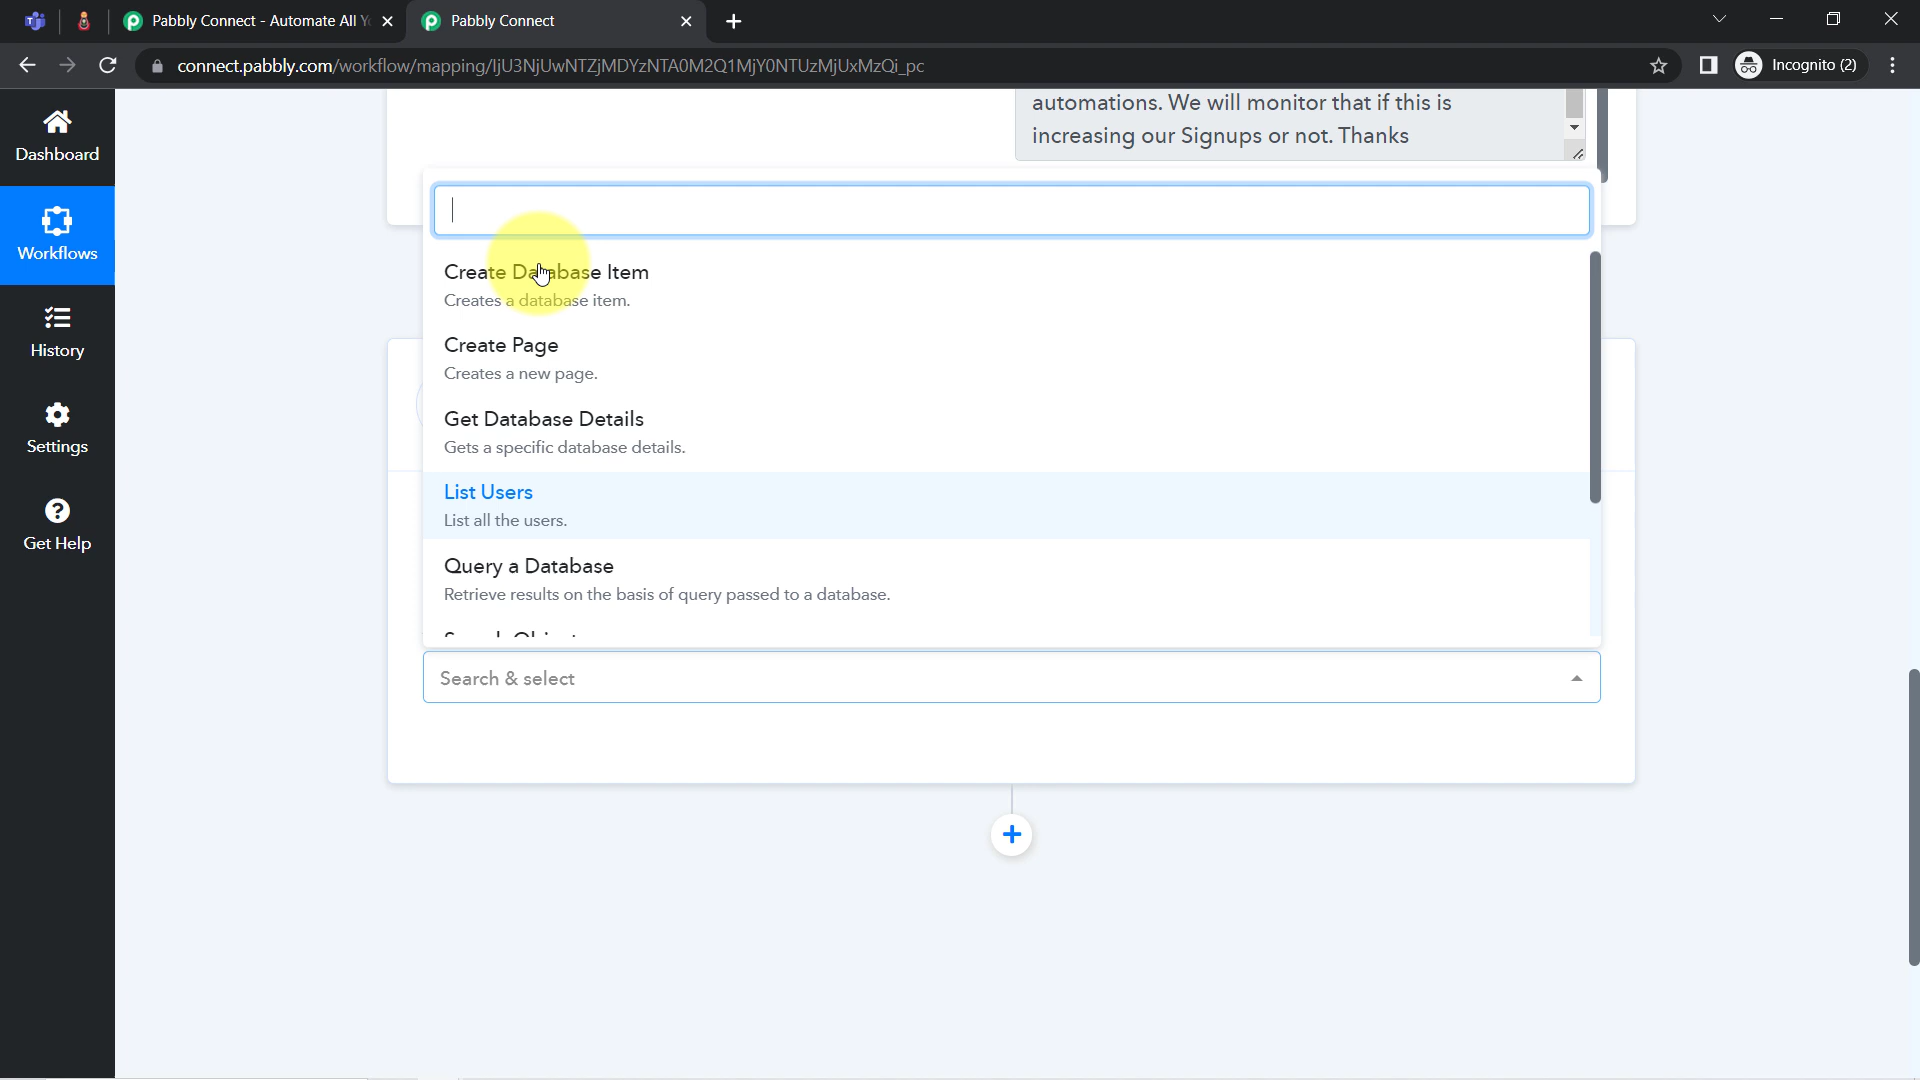 Pabbly Connect - Automate All Y
Pabbly Connect
connect.pabbly.com/workflow/mapping/IjU3NjUwNTZjMDYzNTA0M2Q1MjY0NTUzMjUxMzQi_pc
Incognito (2)
Dashboard
Workflows
History
Settings
Get Help
automations. We will monitor that if this is
increasing our Signups or not. Thanks
Create Database Item
Creates a database item.
Create Page
Creates a new page.
Get Database Details
Gets a specific database details.
List Users
List all the users.
Query a Database
Retrieve results on the basis of query passed to a database.
Search & select